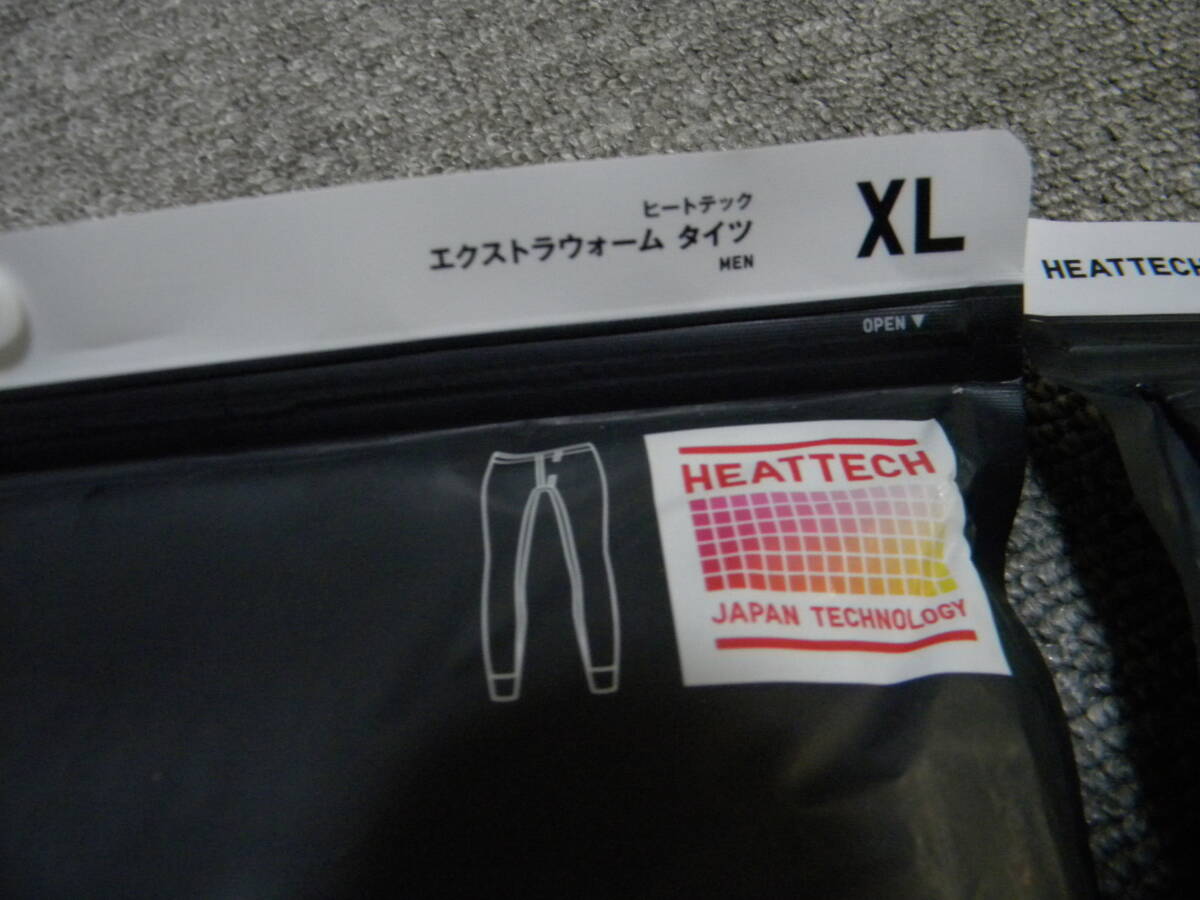 ヒートテック
エクストラウォーム タイツ
MEN
XL
OPEN▼
HEATTECH
JAPAN TECHNOLOGY
HEATTECH